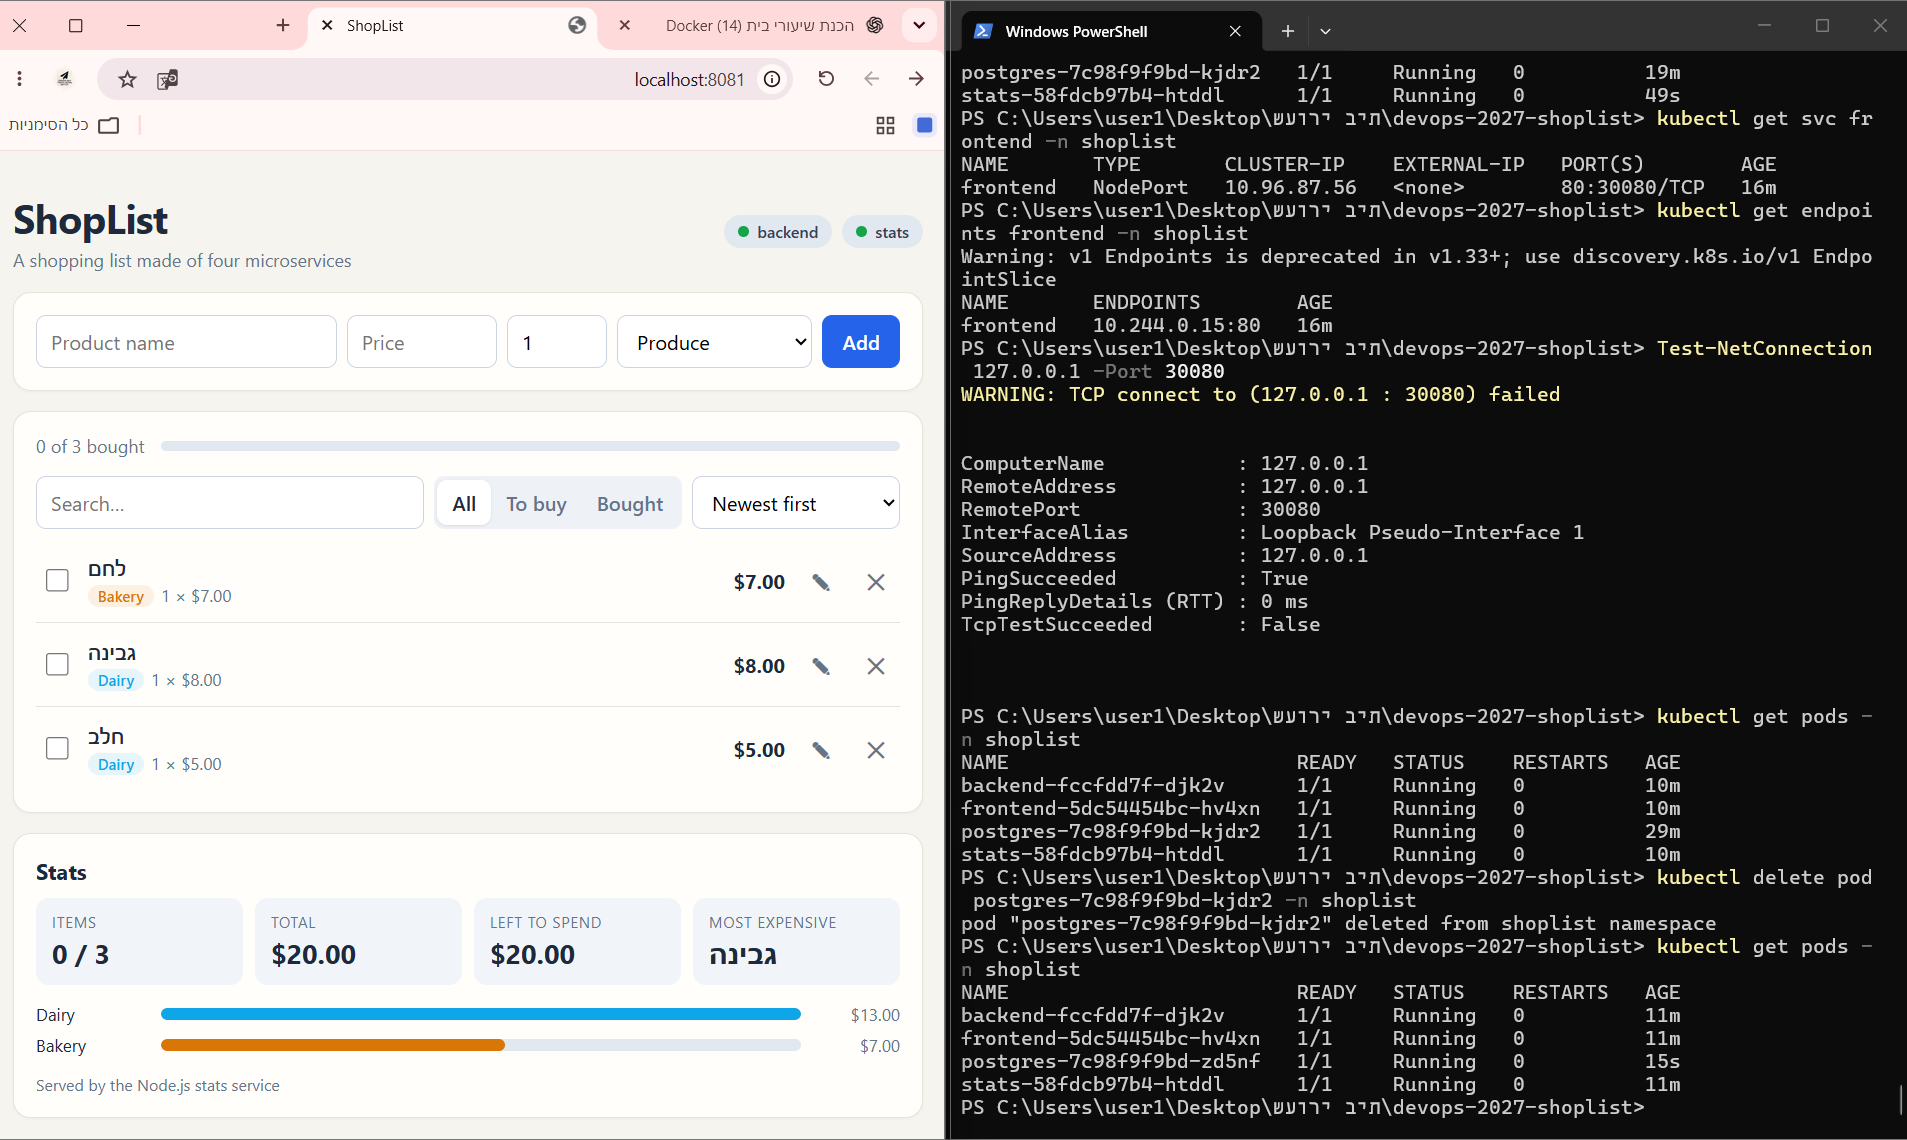 ShopList
הכנת שיעורי בית (14) Docker
localhost:8081
כל הסימניות
ShopList
A shopping list made of four microservices
backend
stats
Product name
Price
1
Produce
Add
0 of 3 bought
Search...
All
To buy
Bought
Newest first
לחם
Bakery 1 × $7.00
$7.00
גבינה
Dairy 1 × $8.00
$8.00
חלב
Dairy 1 × $5.00
$5.00
Stats
ITEMS
0 / 3
TOTAL
$20.00
LEFT TO SPEND
$20.00
MOST EXPENSIVE
גבינה
Dairy $13.00
Bakery $7.00
Served by the Node.js stats service
Windows PowerShell
postgres-7c98f9f9bd-kjdr2   1/1     Running   0          19m
stats-58fdcb97b4-htddl      1/1     Running   0          49s
PS C:\Users\user1\Desktop\שעורי בית\devops-2027-shoplist> kubectl get svc fr
ontend -n shoplist
NAME       TYPE       CLUSTER-IP    EXTERNAL-IP   PORT(S)        AGE
frontend   NodePort   10.96.87.56   <none>        80:30080/TCP   16m
PS C:\Users\user1\Desktop\שעורי בית\devops-2027-shoplist> kubectl get endpoi
nts frontend -n shoplist
Warning: v1 Endpoints is deprecated in v1.33+; use discovery.k8s.io/v1 Endpo
intSlice
NAME       ENDPOINTS        AGE
frontend   10.244.0.15:80   16m
PS C:\Users\user1\Desktop\שעורי בית\devops-2027-shoplist> Test-NetConnection
 127.0.0.1 -Port 30080
WARNING: TCP connect to (127.0.0.1 : 30080) failed
ComputerName           : 127.0.0.1
RemoteAddress          : 127.0.0.1
RemotePort             : 30080
InterfaceAlias         : Loopback Pseudo-Interface 1
SourceAddress          : 127.0.0.1
PingSucceeded          : True
PingReplyDetails (RTT) : 0 ms
TcpTestSucceeded       : False
PS C:\Users\user1\Desktop\שעורי בית\devops-2027-shoplist> kubectl get pods -
n shoplist
NAME                        READY   STATUS    RESTARTS   AGE
backend-fccfdd7f-djk2v      1/1     Running   0          10m
frontend-5dc54454bc-hv4xn   1/1     Running   0          10m
postgres-7c98f9f9bd-kjdr2   1/1     Running   0          29m
stats-58fdcb97b4-htddl      1/1     Running   0          10m
PS C:\Users\user1\Desktop\שעורי בית\devops-2027-shoplist> kubectl delete pod
 postgres-7c98f9f9bd-kjdr2 -n shoplist
pod "postgres-7c98f9f9bd-kjdr2" deleted from shoplist namespace
PS C:\Users\user1\Desktop\שעורי בית\devops-2027-shoplist> kubectl get pods -
n shoplist
NAME                        READY   STATUS    RESTARTS   AGE
backend-fccfdd7f-djk2v      1/1     Running   0          11m
frontend-5dc54454bc-hv4xn   1/1     Running   0          11m
postgres-7c98f9f9bd-zd5nf   1/1     Running   0          15s
stats-58fdcb97b4-htddl      1/1     Running   0          11m
PS C:\Users\user1\Desktop\שעורי בית\devops-2027-shoplist>